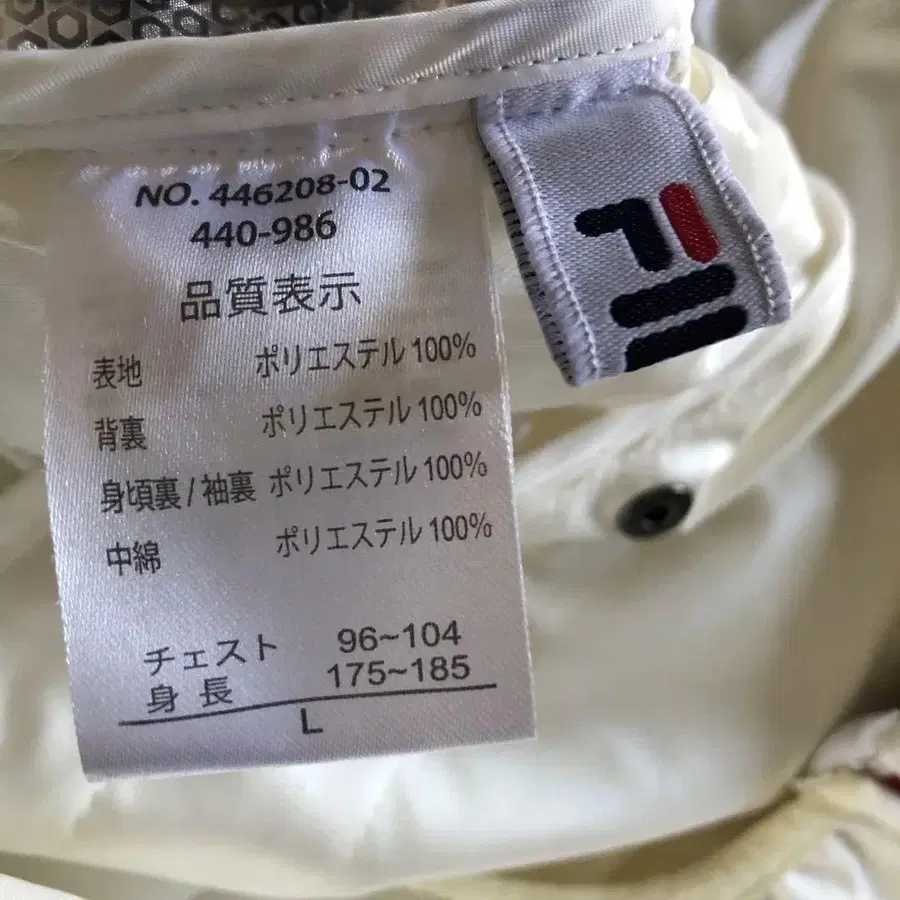 NO. 446208-02
440-986
品質表示
表地 ポリエステル 100%
背裏 ポリエステル 100%
身頃裏 / 袖裏 ポリエステル 100%
中綿 ポリエステル 100%
チェスト 96~104
身長 175~185
L
FILA